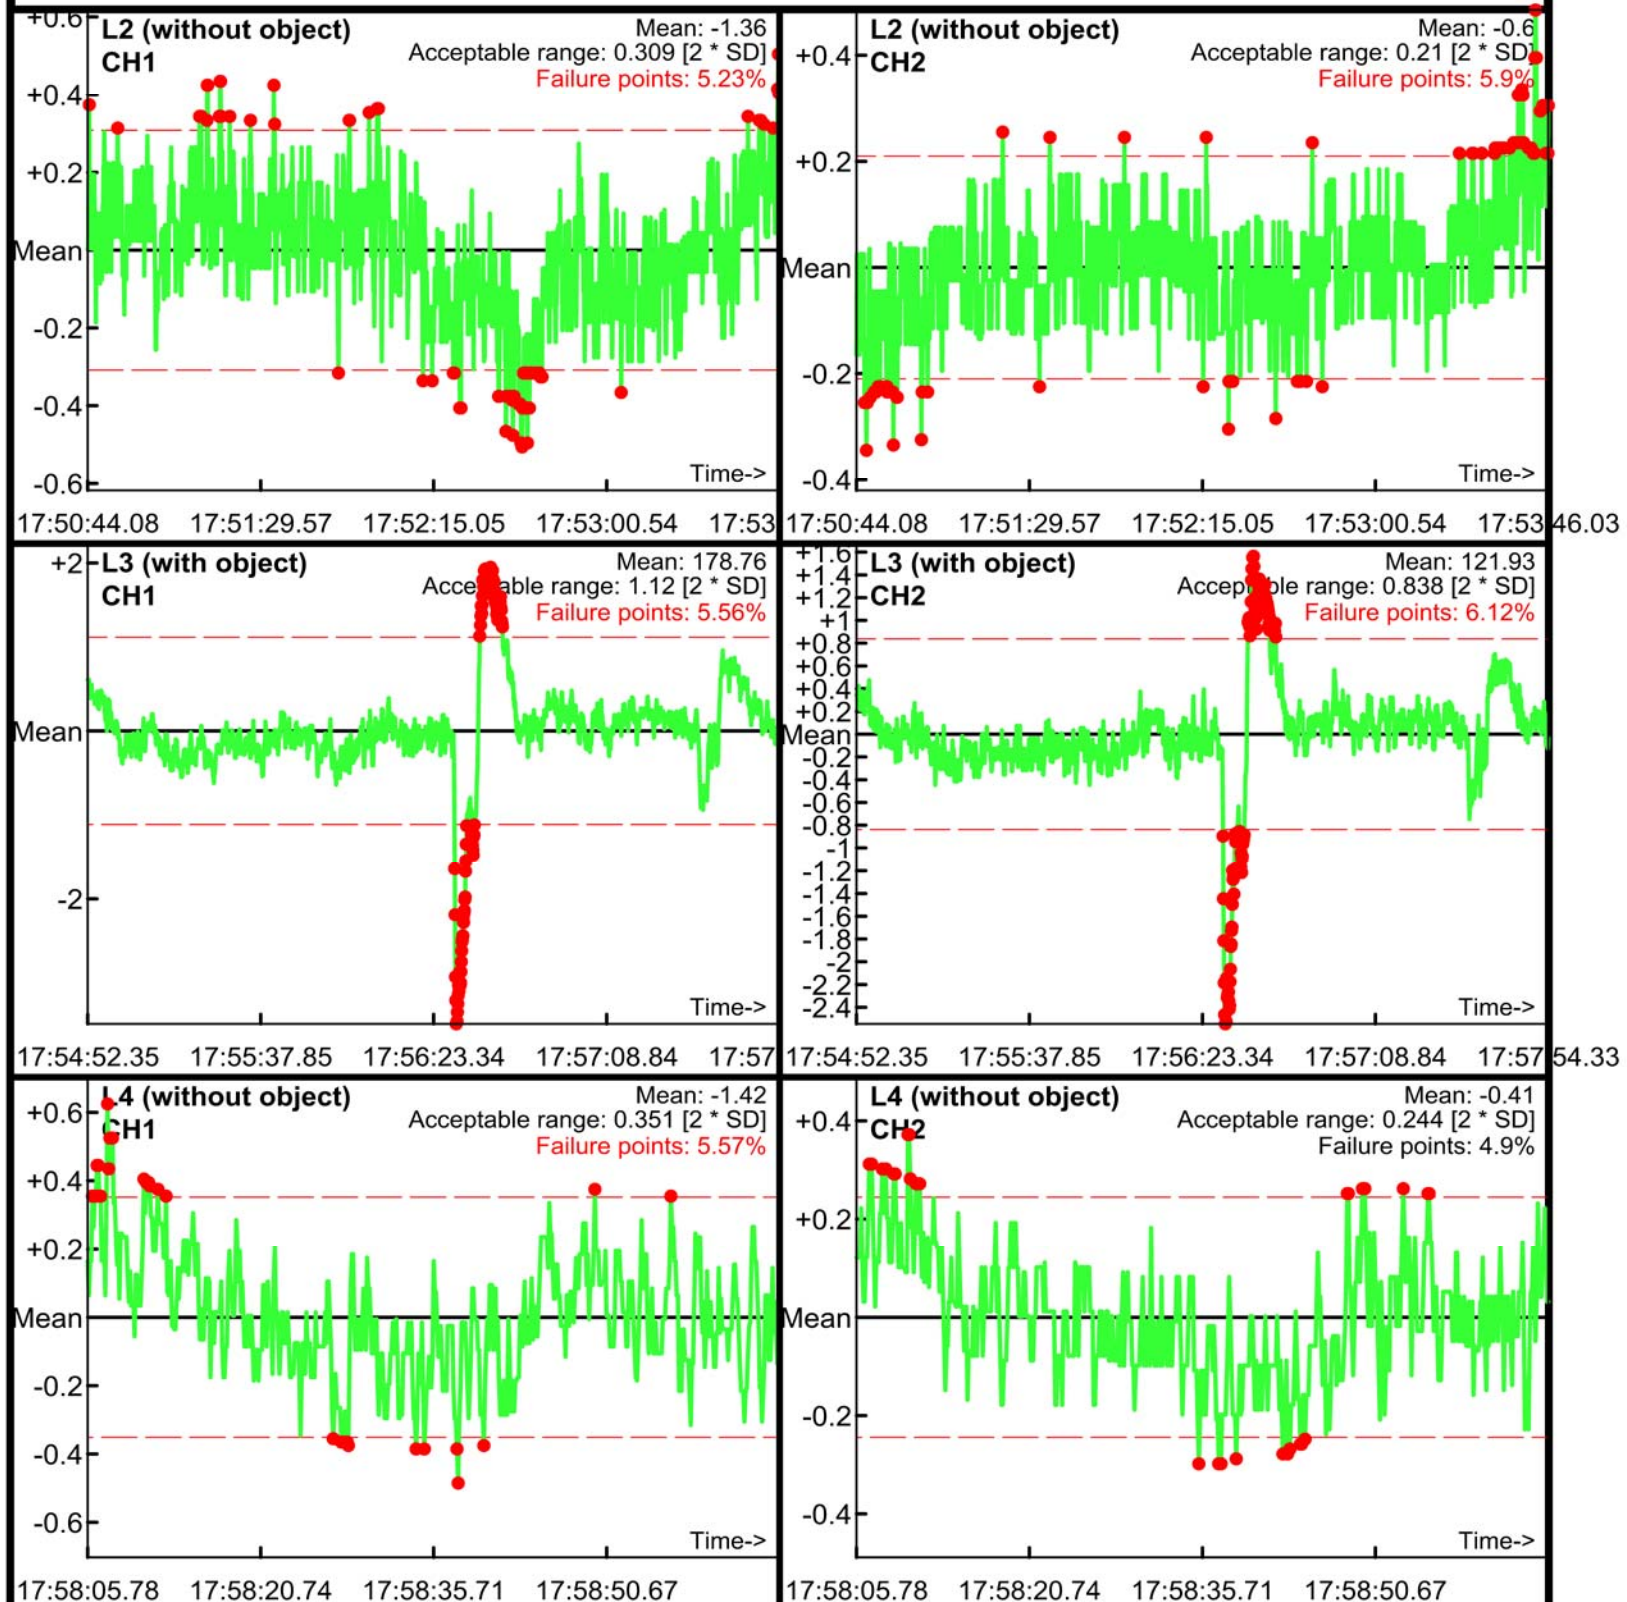 L2 (without object)
CH1
Mean: -1.36
Acceptable range: 0.309 [2 * SD]
Failure points: 5.23%
+0.6
+0.4
+0.2
Mean
-0.2
-0.4
-0.6
Time->
17:50:44.08 17:51:29.57 17:52:15.05 17:53:00.54 17:53
L2 (without object)
CH2
Mean: -0.6
Acceptable range: 0.21 [2 * SD]
Failure points: 5.9%
+0.4
+0.2
Mean
-0.2
-0.4
Time->
17:50:44.08 17:51:29.57 17:52:15.05 17:53:00.54 17:53:46.03
L3 (with object)
CH1
Mean: 178.76
Acceptable range: 1.12 [2 * SD]
Failure points: 5.56%
+2
Mean
-2
Time->
17:54:52.35 17:55:37.85 17:56:23.34 17:57:08.84 17:57
L3 (with object)
CH2
Mean: 121.93
Acceptable range: 0.838 [2 * SD]
Failure points: 6.12%
+1.6
+1.4
+1.2
+1
+0.8
+0.6
+0.4
+0.2
Mean
-0.2
-0.4
-0.6
-0.8
-1
-1.2
-1.4
-1.6
-1.8
-2
-2.2
-2.4
Time->
17:54:52.35 17:55:37.85 17:56:23.34 17:57:08.84 17:57:54.33
L4 (without object)
CH1
Mean: -1.42
Acceptable range: 0.351 [2 * SD]
Failure points: 5.57%
+0.6
+0.4
+0.2
Mean
-0.2
-0.4
-0.6
Time->
17:58:05.78 17:58:20.74 17:58:35.71 17:58:50.67
L4 (without object)
CH2
Mean: -0.41
Acceptable range: 0.244 [2 * SD]
Failure points: 4.9%
+0.4
+0.2
Mean
-0.2
-0.4
Time->
17:58:05.78 17:58:20.74 17:58:35.71 17:58:50.67